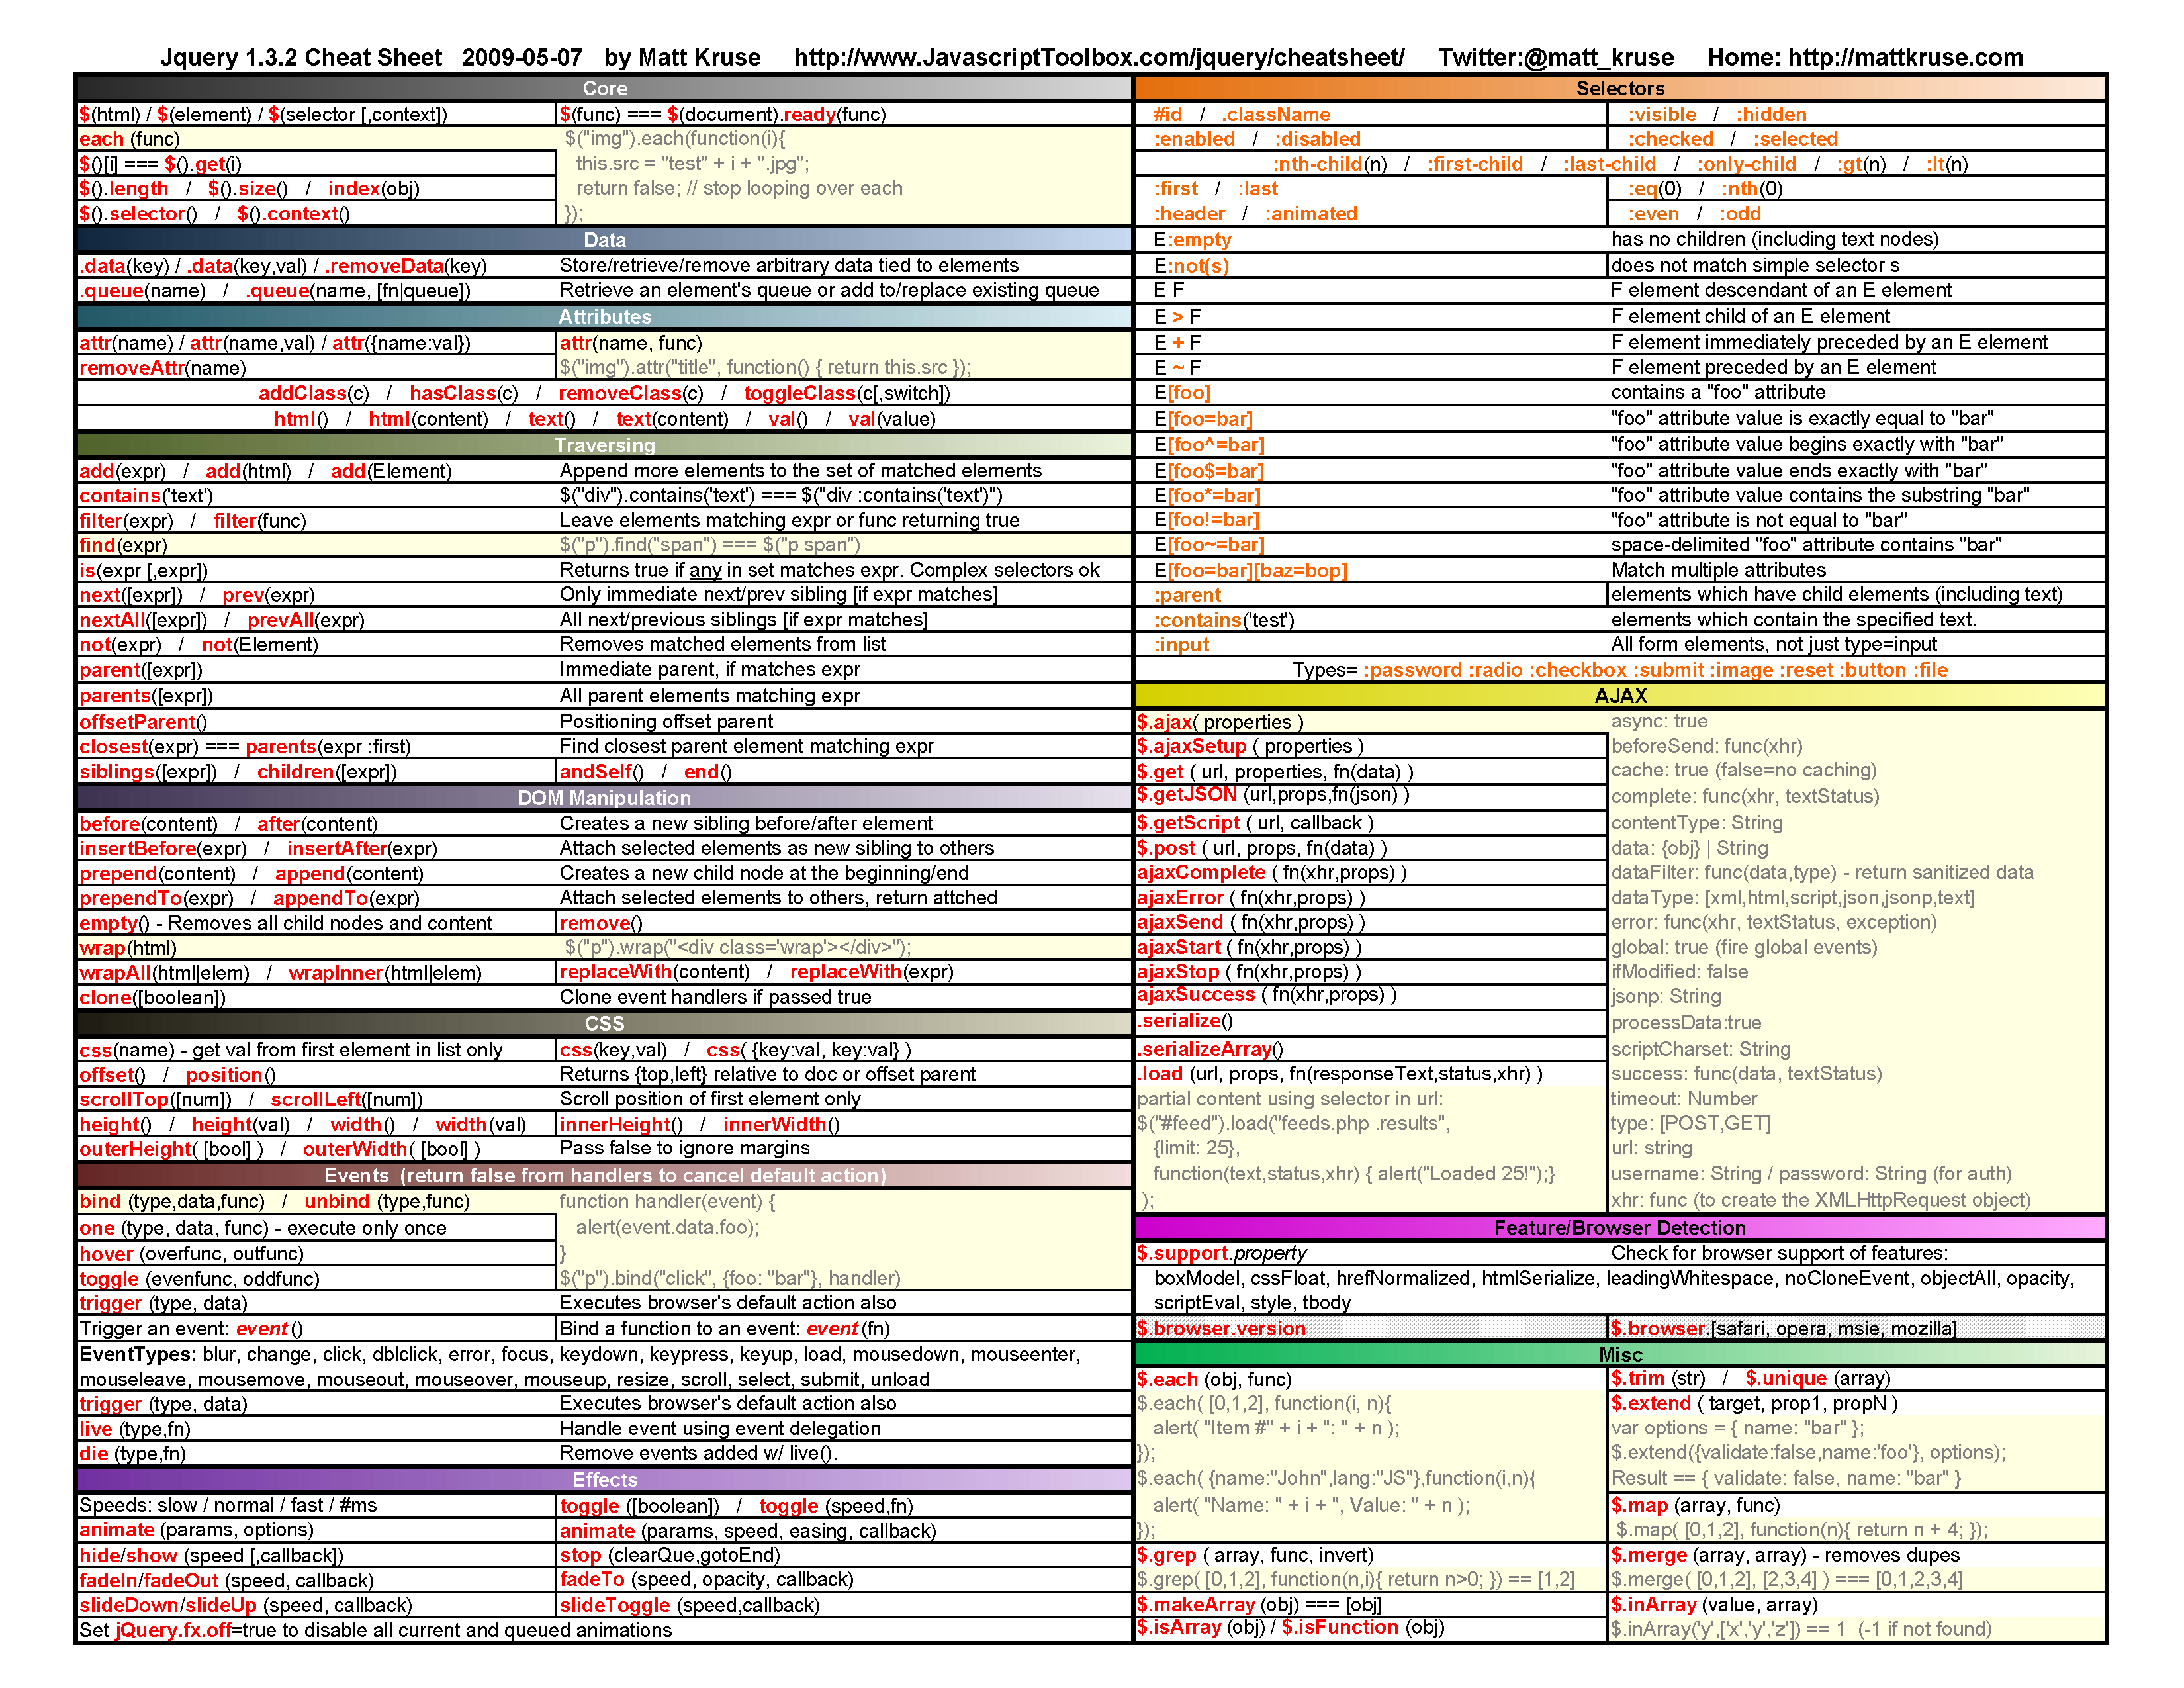 Jquery 1.3.2 Cheat Sheet 2009-05-07 by Matt Kruse http://www.JavascriptToolbox.com/jquery/cheatsheet/ Twitter:@matt_kruse Home: http://mattkruse.com
Core
$(html) / $(element) / $(selector [,context]) $(func) === $(document).ready(func)
each (func) $("img").each(function(i){
$()[i] === $().get(i) this.src = "test" + i + ".jpg";
$().length / $().size() / index(obj) return false; // stop looping over each
$().selector() / $().context() });
Data
.data(key) / .data(key,val) / .removeData(key) Store/retrieve/remove arbitrary data tied to elements
.queue(name) / .queue(name, [fn|queue]) Retrieve an element's queue or add to/replace existing queue
Attributes
attr(name) / attr(name,val) / attr({name:val}) attr(name, func)
removeAttr(name) $("img").attr("title", function() { return this.src });
addClass(c) / hasClass(c) / removeClass(c) / toggleClass(c[,switch])
html() / html(content) / text() / text(content) / val() / val(value)
Traversing
add(expr) / add(html) / add(Element) Append more elements to the set of matched elements
contains('text') $("div").contains('text') === $("div :contains('text')")
filter(expr) / filter(func) Leave elements matching expr or func returning true
find(expr) $("p").find("span") === $("p span")
is(expr [,expr]) Returns true if any in set matches expr. Complex selectors ok
next([expr]) / prev(expr) Only immediate next/prev sibling [if expr matches]
nextAll([expr]) / prevAll(expr) All next/previous siblings [if expr matches]
not(expr) / not(Element) Removes matched elements from list
parent([expr]) Immediate parent, if matches expr
parents([expr]) All parent elements matching expr
offsetParent() Positioning offset parent
closest(expr) === parents(expr :first) Find closest parent element matching expr
siblings([expr]) / children([expr]) andSelf() / end()
DOM Manipulation
before(content) / after(content) Creates a new sibling before/after element
insertBefore(expr) / insertAfter(expr) Attach selected elements as new sibling to others
prepend(content) / append(content) Creates a new child node at the beginning/end
prependTo(expr) / appendTo(expr) Attach selected elements to others, return attched
empty() - Removes all child nodes and content remove()
wrap(html) $("p").wrap("<div class='wrap'></div>");
wrapAll(html|elem) / wrapInner(html|elem) replaceWith(content) / replaceWith(expr)
clone([boolean]) Clone event handlers if passed true
CSS
css(name) - get val from first element in list only css(key,val) / css( {key:val, key:val} )
offset() / position() Returns {top,left} relative to doc or offset parent
scrollTop([num]) / scrollLeft([num]) Scroll position of first element only
height() / height(val) / width() / width(val) innerHeight() / innerWidth()
outerHeight( [bool] ) / outerWidth( [bool] ) Pass false to ignore margins
Events (return false from handlers to cancel default action)
bind (type,data,func) / unbind (type,func) function handler(event) {
one (type, data, func) - execute only once alert(event.data.foo);
hover (overfunc, outfunc) }
toggle (evenfunc, oddfunc) $("p").bind("click", {foo: "bar"}, handler)
trigger (type, data) Executes browser's default action also
Trigger an event: event() Bind a function to an event: event(fn)
EventTypes: blur, change, click, dblclick, error, focus, keydown, keypress, keyup, load, mousedown, mouseenter,
mouseleave, mousemove, mouseout, mouseover, mouseup, resize, scroll, select, submit, unload
trigger (type, data) Executes browser's default action also
live (type,fn) Handle event using event delegation
die (type,fn) Remove events added w/ live().
Effects
Speeds: slow / normal / fast / #ms toggle ([boolean]) / toggle (speed,fn)
animate (params, options) animate (params, speed, easing, callback)
hide/show (speed [,callback]) stop (clearQue,gotoEnd)
fadeIn/fadeOut (speed, callback) fadeTo (speed, opacity, callback)
slideDown/slideUp (speed, callback) slideToggle (speed,callback)
Set jQuery.fx.off=true to disable all current and queued animations
Selectors
#id / .className :visible / :hidden
:enabled / :disabled :checked / :selected
:nth-child(n) / :first-child / :last-child / :only-child / :gt(n) / :lt(n)
:first / :last :eq(0) / :nth(0)
:header / :animated :even / :odd
E:empty has no children (including text nodes)
E:not(s) does not match simple selector s
E F F element descendant of an E element
E > F F element child of an E element
E + F F element immediately preceded by an E element
E ~ F F element preceded by an E element
E[foo] contains a "foo" attribute
E[foo=bar] "foo" attribute value is exactly equal to "bar"
E[foo^=bar] "foo" attribute value begins exactly with "bar"
E[foo$=bar] "foo" attribute value ends exactly with "bar"
E[foo*=bar] "foo" attribute value contains the substring "bar"
E[foo!=bar] "foo" attribute is not equal to "bar"
E[foo~=bar] space-delimited "foo" attribute contains "bar"
E[foo=bar][baz=bop] Match multiple attributes
:parent elements which have child elements (including text)
:contains('test') elements which contain the specified text.
:input All form elements, not just type=input
Types= :password :radio :checkbox :submit :image :reset :button :file
AJAX
$.ajax( properties ) async: true
$.ajaxSetup ( properties ) beforeSend: func(xhr)
$.get ( url, properties, fn(data) ) cache: true (false=no caching)
$.getJSON (url,props,fn(json) ) complete: func(xhr, textStatus)
$.getScript ( url, callback ) contentType: String
$.post ( url, props, fn(data) ) data: {obj} | String
ajaxComplete ( fn(xhr,props) ) dataFilter: func(data,type) - return sanitized data
ajaxError ( fn(xhr,props) ) dataType: [xml,html,script,json,jsonp,text]
ajaxSend ( fn(xhr,props) ) error: func(xhr, textStatus, exception)
ajaxStart ( fn(xhr,props) ) global: true (fire global events)
ajaxStop ( fn(xhr,props) ) ifModified: false
ajaxSuccess ( fn(xhr,props) ) jsonp: String
.serialize() processData:true
.serializeArray() scriptCharset: String
.load (url, props, fn(responseText,status,xhr) ) success: func(data, textStatus)
partial content using selector in url: timeout: Number
$("#feed").load("feeds.php .results", type: [POST,GET]
{limit: 25}, url: string
function(text,status,xhr) { alert("Loaded 25!");} username: String / password: String (for auth)
); xhr: func (to create the XMLHttpRequest object)
Feature/Browser Detection
$.support.property Check for browser support of features:
boxModel, cssFloat, hrefNormalized, htmlSerialize, leadingWhitespace, noCloneEvent, objectAll, opacity,
scriptEval, style, tbody
$.browser.version $.browser.[safari, opera, msie, mozilla]
Misc
$.each (obj, func) $.trim (str) / $.unique (array)
$.each( [0,1,2], function(i, n){ $.extend ( target, prop1, propN )
alert( "Item #" + i + ": " + n ); var options = { name: "bar" };
}); $.extend({validate:false,name:'foo'}, options);
$.each( {name:"John",lang:"JS"},function(i,n){ Result == { validate: false, name: "bar" }
alert( "Name: " + i + ", Value: " + n ); $.map (array, func)
}); $.map( [0,1,2], function(n){ return n + 4; });
$.grep ( array, func, invert) $.merge (array, array) - removes dupes
$.grep( [0,1,2], function(n,i){ return n>0; }) == [1,2] $.merge( [0,1,2], [2,3,4] ) === [0,1,2,3,4]
$.makeArray (obj) === [obj] $.inArray (value, array)
$.isArray (obj) / $.isFunction (obj) $.inArray('y',['x','y','z']) == 1 (-1 if not found)